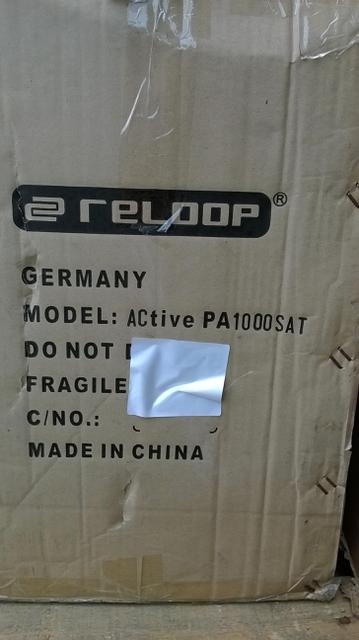 reloop®
GERMANY
MODEL: ACtive PA1000SAT
DO NOT
FRAGILE
C/NO.:
MADE IN CHINA